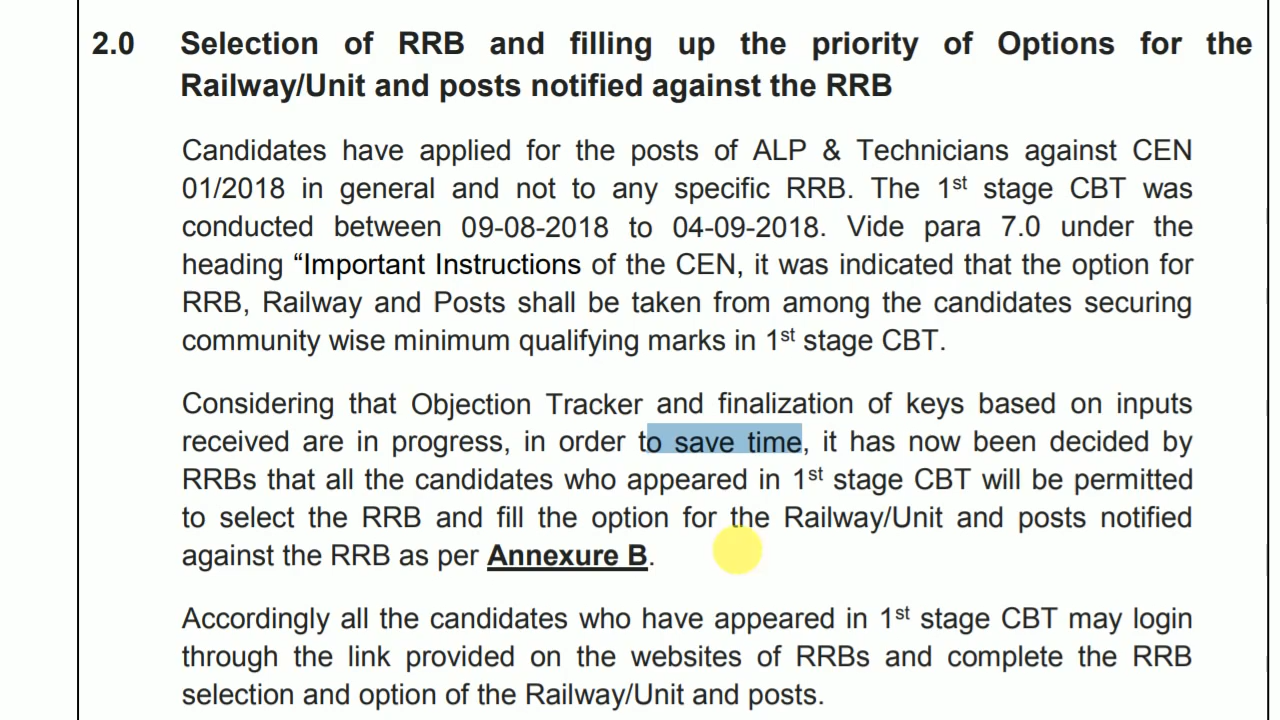 2.0 Selection of RRB and filling up the priority of Options for the
Railway/Unit and posts notified against the RRB
Candidates have applied for the posts of ALP & Technicians against CEN
01/2018 in general and not to any specific RRB. The 1st stage CBT was
conducted between 09-08-2018 to 04-09-2018. Vide para 7.0 under the
heading “Important Instructions of the CEN, it was indicated that the option for
RRB, Railway and Posts shall be taken from among the candidates securing
community wise minimum qualifying marks in 1st stage CBT.
Considering that Objection Tracker and finalization of keys based on inputs
received are in progress, in order to save time, it has now been decided by
RRBs that all the candidates who appeared in 1st stage CBT will be permitted
to select the RRB and fill the option for the Railway/Unit and posts notified
against the RRB as per Annexure B.
Accordingly all the candidates who have appeared in 1st stage CBT may login
through the link provided on the websites of RRBs and complete the RRB
selection and option of the Railway/Unit and posts.